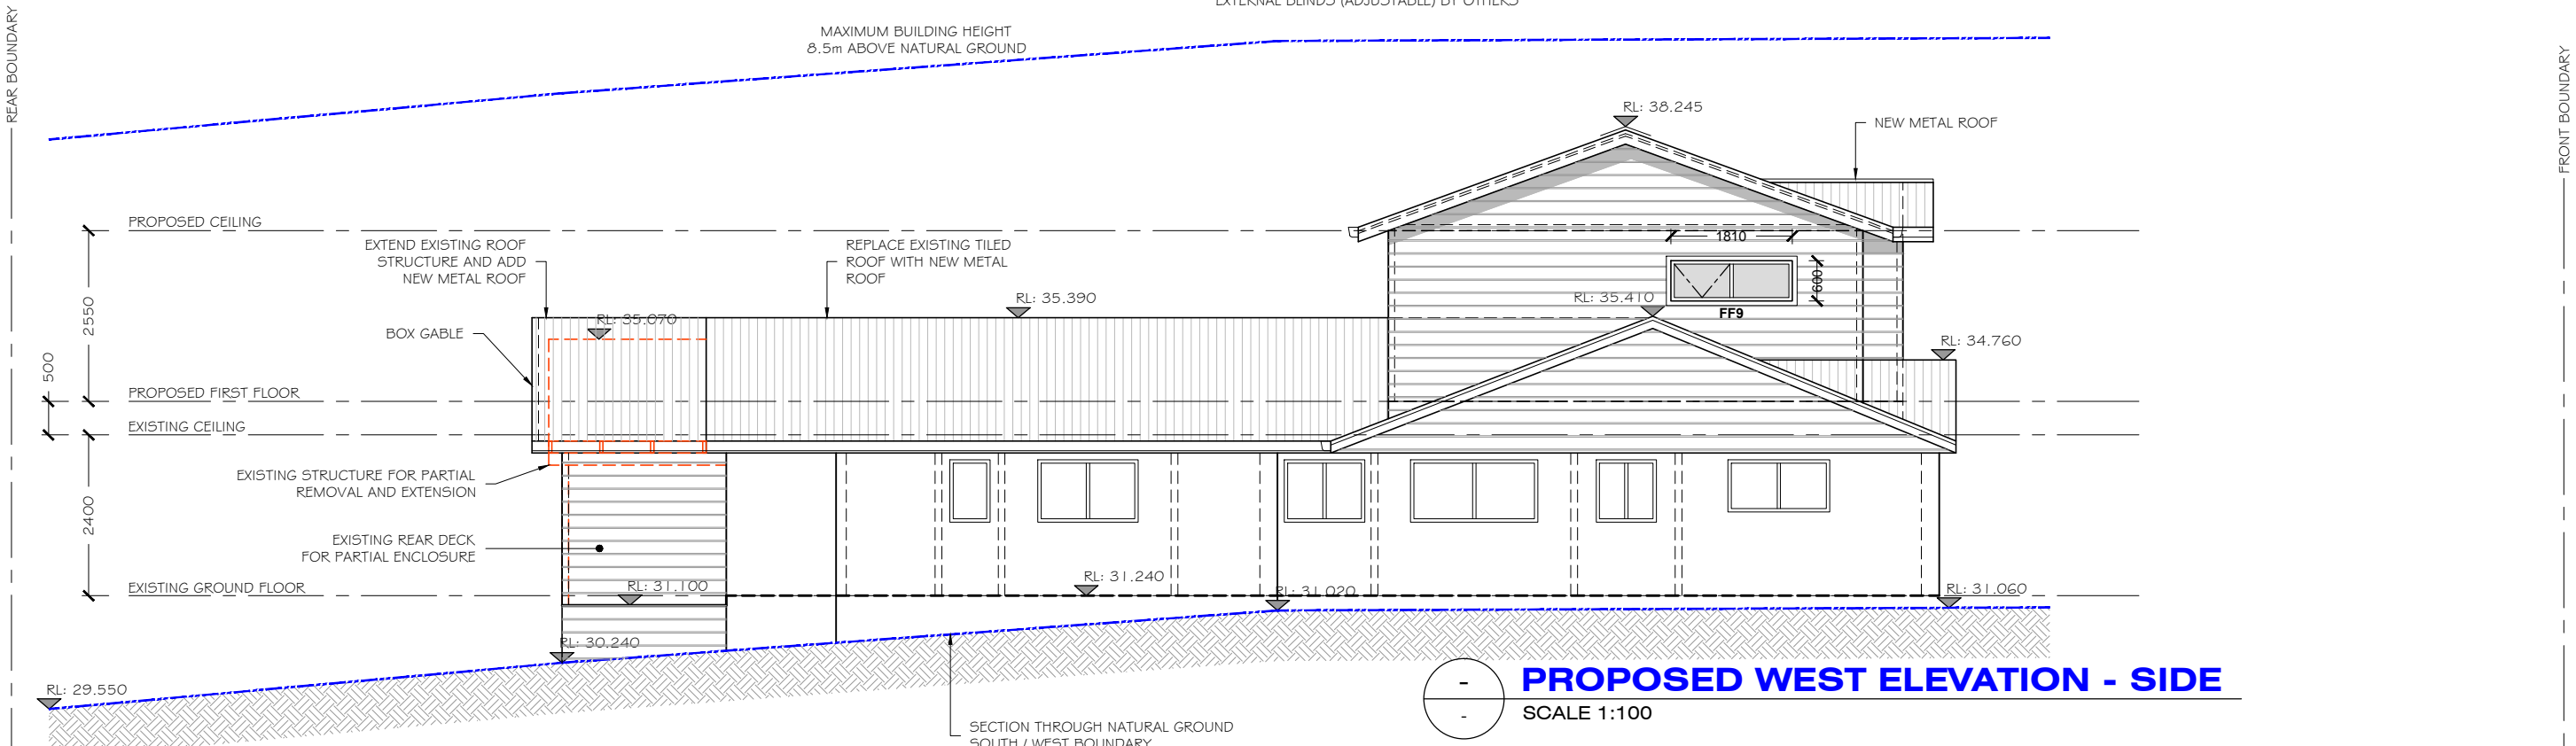 EXTERNAL BLINDS (ADJUSTABLE) BY OTHERS
REAR BOUNDARY
MAXIMUM BUILDING HEIGHT
8.5m ABOVE NATURAL GROUND
FRONT BOUNDARY
RL: 38.245
NEW METAL ROOF
PROPOSED CEILING
EXTEND EXISTING ROOF
STRUCTURE AND ADD
NEW METAL ROOF
REPLACE EXISTING TILED
ROOF WITH NEW METAL
ROOF
1810
600
FF9
2550
RL: 35.390
RL: 35.410
RL: 35.070
BOX GABLE
RL: 34.760
500
PROPOSED FIRST FLOOR
EXISTING CEILING
EXISTING STRUCTURE FOR PARTIAL
REMOVAL AND EXTENSION
2400
EXISTING REAR DECK
FOR PARTIAL ENCLOSURE
EXISTING GROUND FLOOR
RL: 31.100
RL: 31.240
RL: 31.020
RL: 31.060
RL: 30.240
RL: 29.550
SECTION THROUGH NATURAL GROUND
SOUTH / WEST BOUNDARY
-
-
PROPOSED WEST ELEVATION - SIDE
SCALE 1:100